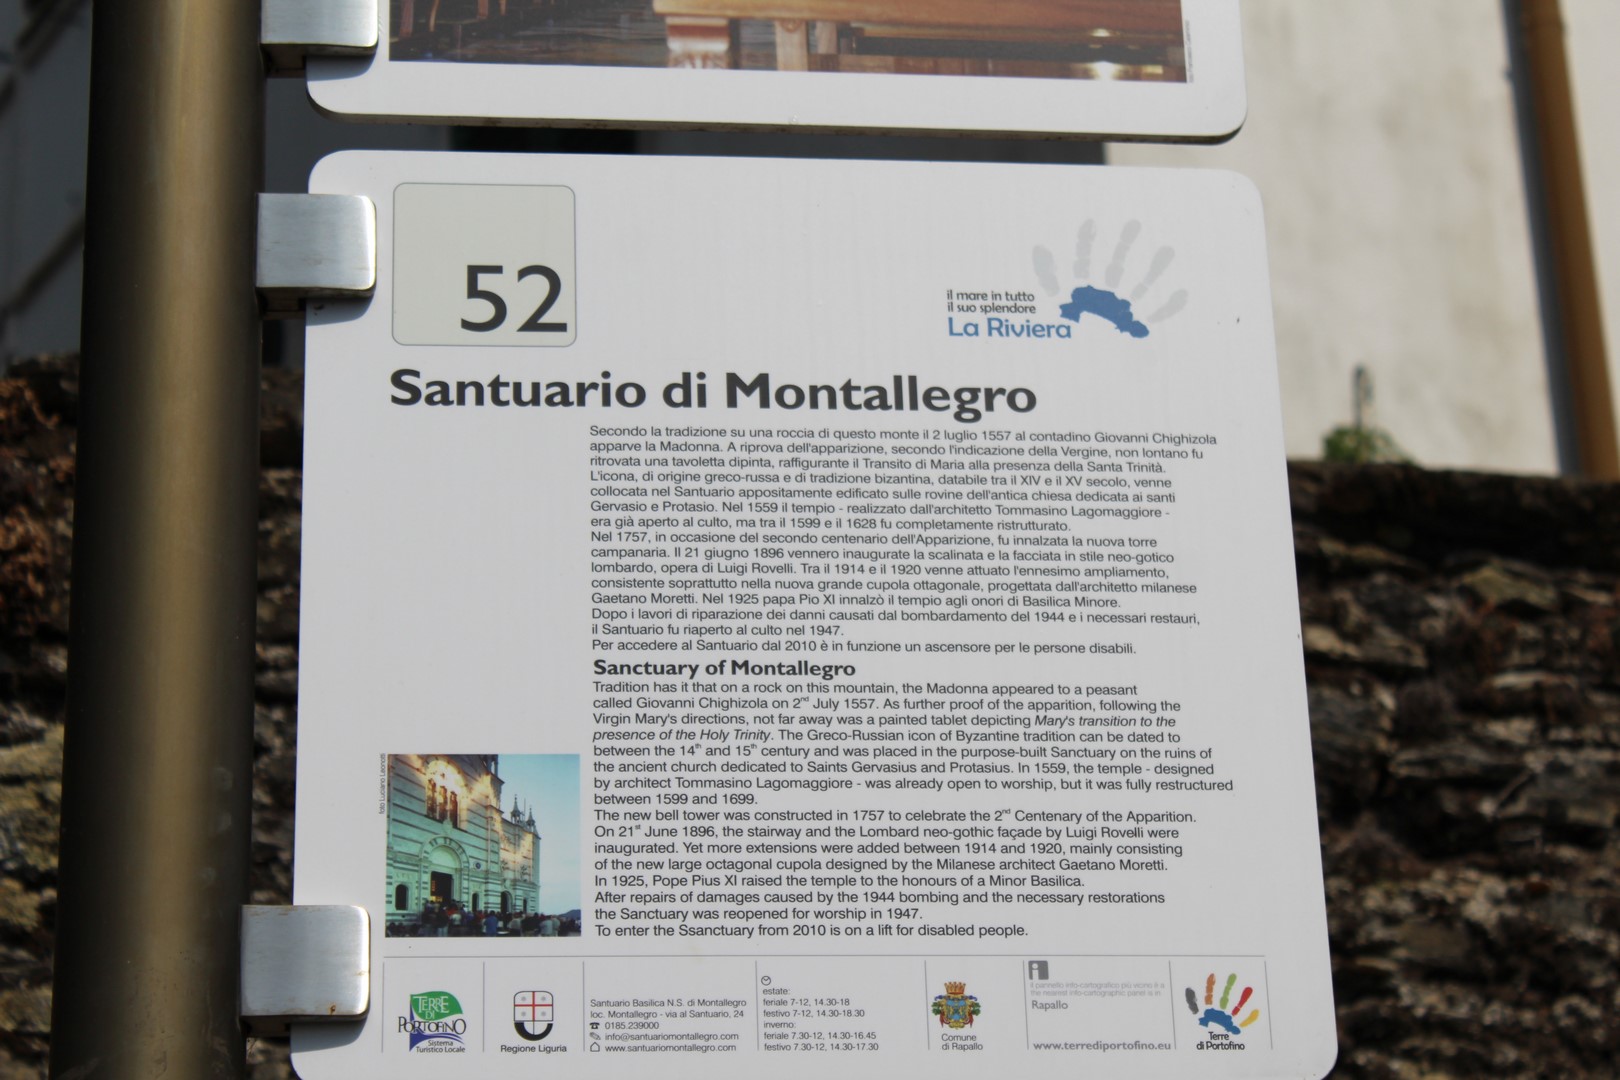 52
il mare in tutto
il suo splendore
La Riviera
Santuario di Montallegro
Secondo la tradizione su una roccia di questo monte il 2 luglio 1557 al contadino Giovanni Chighizola
apparve la Madonna. A riprova dell'apparizione, secondo l'indicazione della Vergine, non lontano fu
ritrovata una tavoletta dipinta, raffigurante il Transito di Maria alla presenza della Santa Trinità.
L'icona, di origine greco-russa e di tradizione bizantina, databile tra il XIV e il XV secolo, venne
collocata nel Santuario appositamente edificato sulle rovine dell'antica chiesa dedicata ai santi
Gervasio e Protasio. Nel 1559 il tempio - realizzato dall'architetto Tommasino Lagomaggiore -
era già aperto al culto, ma tra il 1599 e il 1628 fu completamente ristrutturato.
Nel 1757, in occasione del secondo centenario dell'Apparizione, fu innalzata la nuova torre
campanaria. Il 21 giugno 1896 vennero inaugurate la scalinata e la facciata in stile neo-gotico
lombardo, opera di Luigi Rovelli. Tra il 1914 e il 1920 venne attuato l'ennesimo ampliamento,
consistente soprattutto nella nuova grande cupola ottagonale, progettata dall'architetto milanese
Gaetano Moretti. Nel 1925 papa Pio XI innalzò il tempio agli onori di Basilica Minore.
Dopo i lavori di riparazione dei danni causati dal bombardamento del 1944 e i necessari restauri,
il Santuario fu riaperto al culto nel 1947.
Per accedere al Santuario dal 2010 è in funzione un ascensore per le persone disabili.
Sanctuary of Montallegro
Tradition has it that on a rock on this mountain, the Madonna appeared to a peasant
called Giovanni Chighizola on 2nd July 1557. As further proof of the apparition, following the
Virgin Mary's directions, not far away was a painted tablet depicting Mary's transition to the
presence of the Holy Trinity. The Greco-Russian icon of Byzantine tradition can be dated to
between the 14th and 15th century and was placed in the purpose-built Sanctuary on the ruins of
the ancient church dedicated to Saints Gervasius and Protasius. In 1559, the temple - designed
by architect Tommasino Lagomaggiore - was already open to worship, but it was fully restructured
between 1599 and 1699.
The new bell tower was constructed in 1757 to celebrate the 2nd Centenary of the Apparition.
On 21st June 1896, the stairway and the Lombard neo-gothic façade by Luigi Rovelli were
inaugurated. Yet more extensions were added between 1914 and 1920, mainly consisting
of the new large octagonal cupola designed by the Milanese architect Gaetano Moretti.
In 1925, Pope Pius XI raised the temple to the honours of a Minor Basilica.
After repairs of damages caused by the 1944 bombing and the necessary restorations
the Sanctuary was reopened for worship in 1947.
To enter the Ssanctuary from 2010 is on a lift for disabled people.
foto Luciano Leonotti
TERRE
DI
PORTOFINO
Sistema
Turistico Locale
Regione Liguria
Santuario Basilica N.S. di Montallegro
loc. Montallegro - via al Santuario, 24
0185.239000
info@santuariomontallegro.com
www.santuariomontallegro.com
estate:
feriale 7-12, 14.30-18
festivo 7-12, 14.30-18.30
inverno:
feriale 7.30-12, 14.30-16.45
festivo 7.30-12, 14.30-17.30
Comune
di Rapallo
i
il pannello info-cartografico più vicino è a
the nearest info-cartographic panel is in
Rapallo
www.terrediportofino.eu
Terre
di Portofino